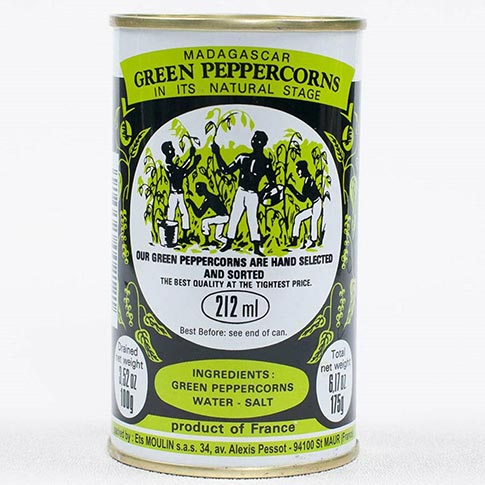 MADAGASCAR
GREEN PEPPERCORNS
IN ITS NATURAL STAGE
OUR GREEN PEPPERCORNS ARE HAND SELECTED
AND SORTED
THE BEST QUALITY AT THE TIGHTEST PRICE.
212 ml
Best Before: see end of can.
Drained
net weight
3,52 oz
100g
INGREDIENTS:
GREEN PEPPERCORNS
WATER - SALT
Total
net weight
6,17 oz
175g
product of France
by: Ets MOULIN s.a.s. 34, av. Alexis Pessot - 94100 St MAUR (France)